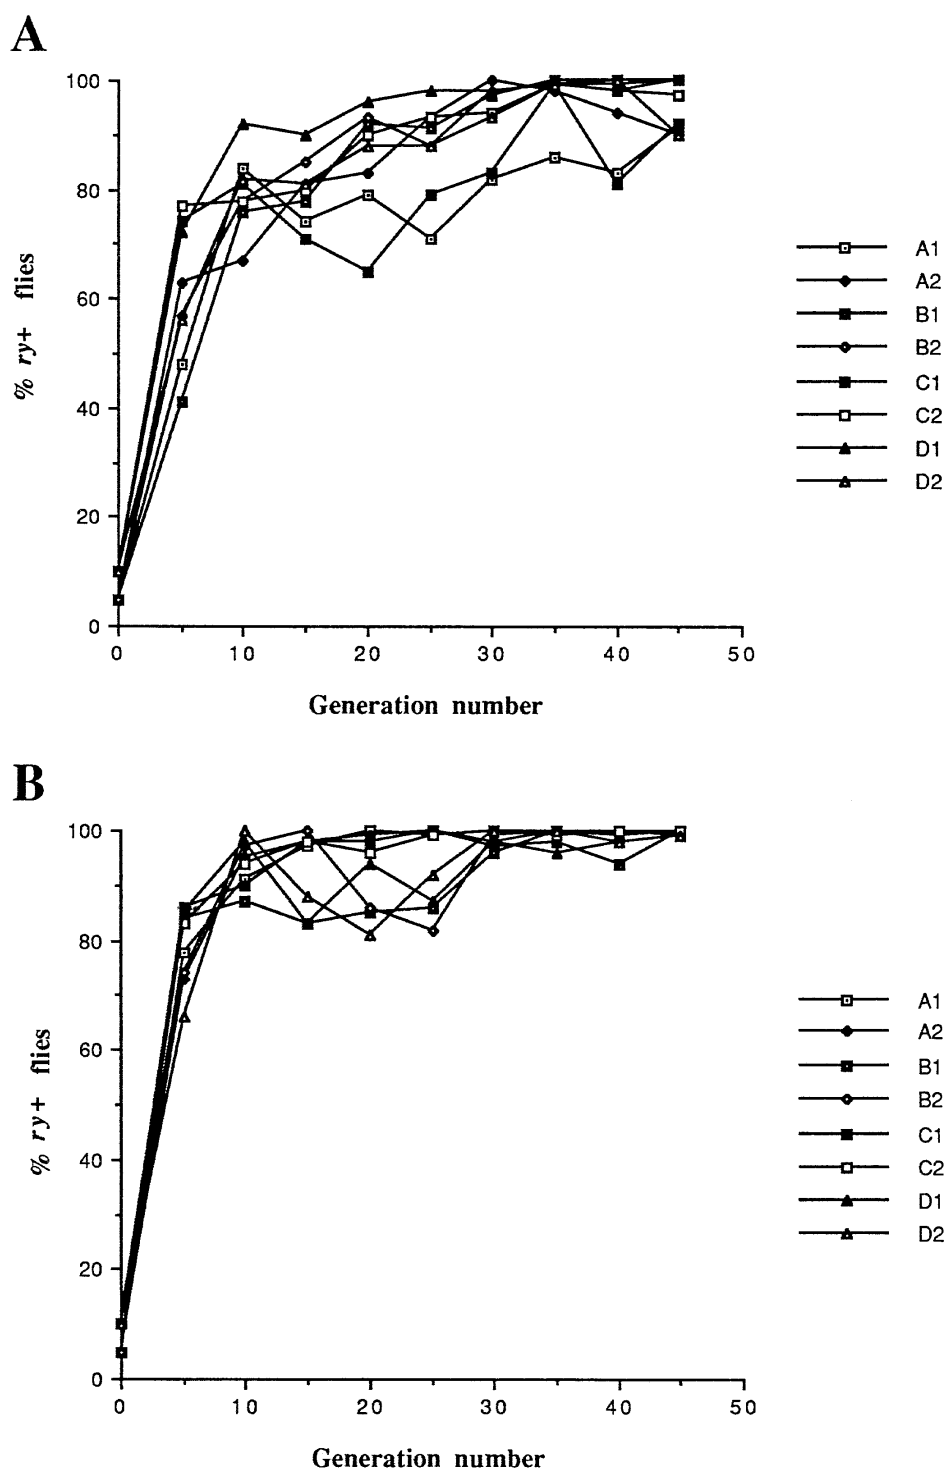 A
100
80
60
40
20
0
% ry+ flies
0 10 20 30 40 50
Generation number
A1
A2
B1
B2
C1
C2
D1
D2
B
100
80
60
40
20
0
% ry+ flies
0 10 20 30 40 50
Generation number
A1
A2
B1
B2
C1
C2
D1
D2